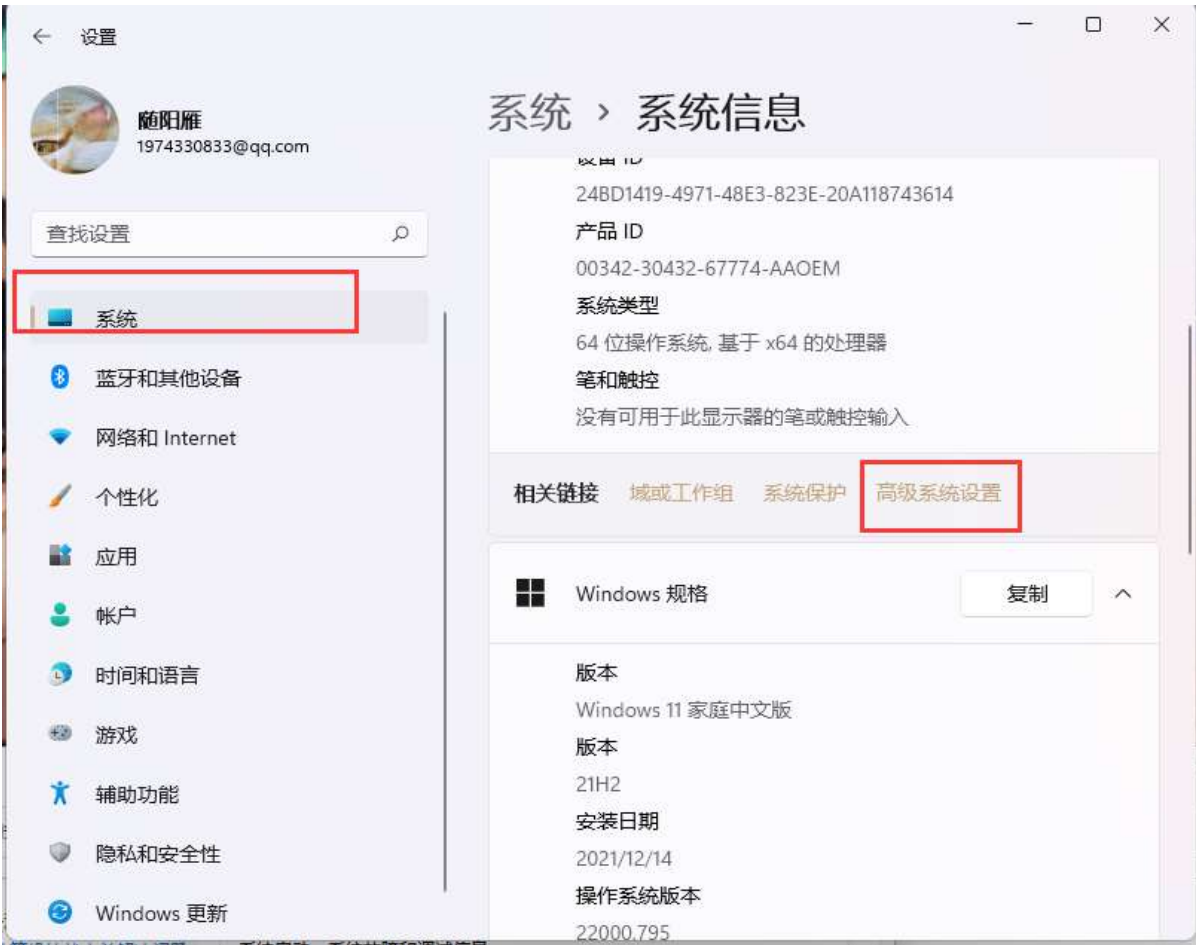 ← 设置
随阳雁
1974330833@qq.com
查找设置
系统
蓝牙和其他设备
网络和 Internet
个性化
应用
帐户
时间和语言
游戏
辅助功能
隐私和安全性
Windows 更新
系统 › 系统信息
设备 ID
24BD1419-4971-48E3-823E-20A118743614
产品 ID
00342-30432-67774-AAOEM
系统类型
64 位操作系统, 基于 x64 的处理器
笔和触控
没有可用于此显示器的笔或触控输入
相关链接 域或工作组 系统保护 高级系统设置
Windows 规格 复制
版本
Windows 11 家庭中文版
版本
21H2
安装日期
2021/12/14
操作系统版本
22000.795